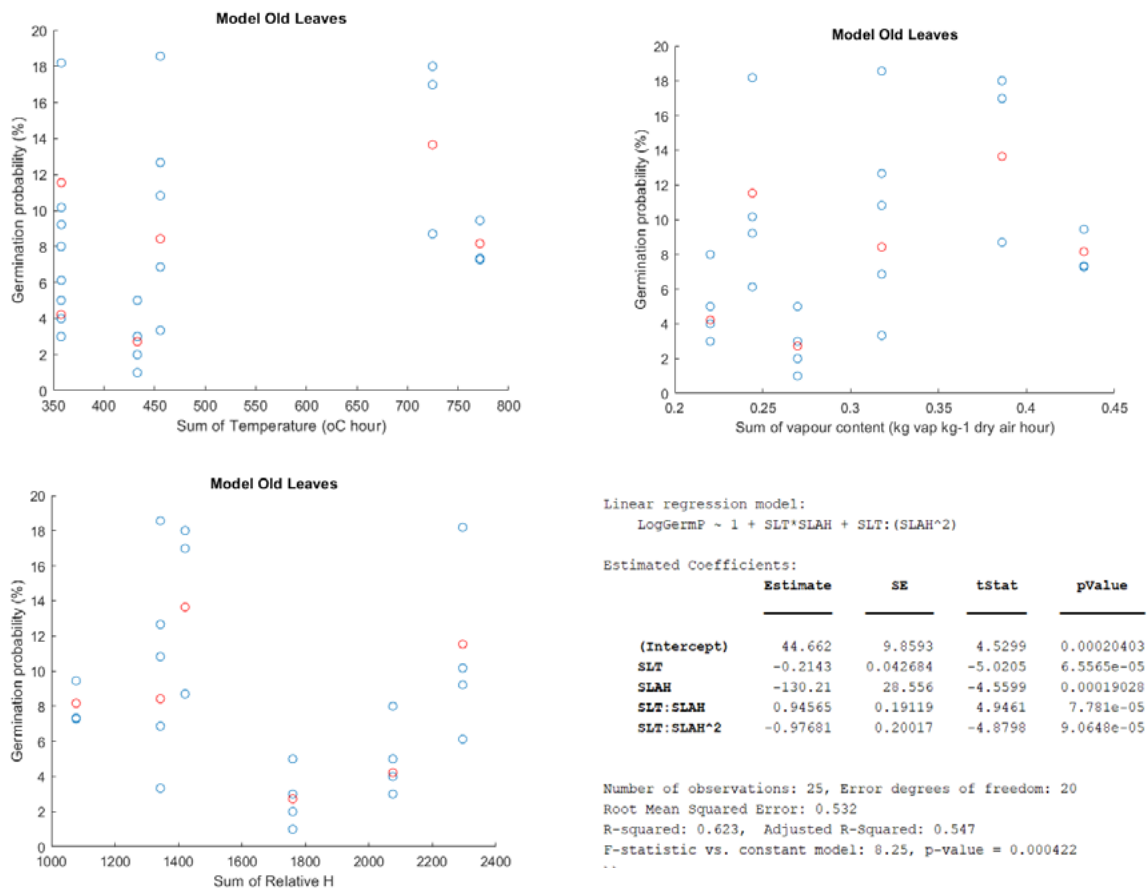 Model Old Leaves
20
18
16
14
12
10
8
6
4
2
0
Germination probability (%)
350 400 450 500 550 600 650 700 750 800
Sum of Temperature (oC hour)
Model Old Leaves
20
18
16
14
12
10
8
6
4
2
0
Germination probability (%)
0.2 0.25 0.3 0.35 0.4 0.45
Sum of vapour content (kg vap kg-1 dry air hour)
Model Old Leaves
20
18
16
14
12
10
8
6
4
2
0
Germination probability (%)
1000 1200 1400 1600 1800 2000 2200 2400
Sum of Relative H
Linear regression model:
LogGermP ~ 1 + SLT*SLAH + SLT:(SLAH^2)
Estimated Coefficients:
Estimate SE tStat pValue
(Intercept) 44.662 9.8593 4.5299 0.00020403
SLT -0.2143 0.042684 -5.0205 6.5565e-05
SLAH -130.21 28.556 -4.5599 0.00019028
SLT:SLAH 0.94565 0.19119 4.9461 7.781e-05
SLT:SLAH^2 -0.97681 0.20017 -4.8798 9.0648e-05
Number of observations: 25, Error degrees of freedom: 20
Root Mean Squared Error: 0.532
R-squared: 0.623, Adjusted R-Squared: 0.547
F-statistic vs. constant model: 8.25, p-value = 0.000422